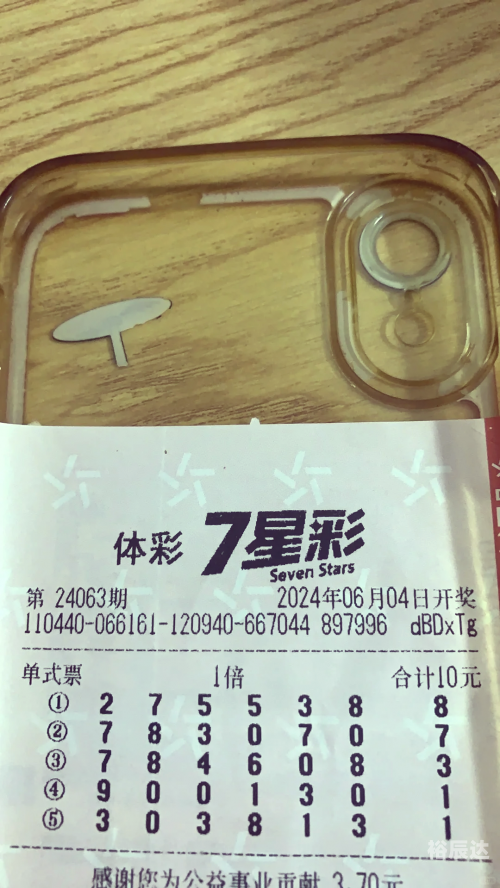 体彩 7星彩
Seven Stars
第 24063期 2024年06月04日开奖
110440-066161-120940-667044 897996 dBDxTg
单式票 1倍 合计10元
① 2 7 5 5 3 8 8
② 7 8 3 0 7 0 7
③ 7 8 4 6 0 8 3
④ 9 0 0 1 3 0 1
⑤ 3 0 3 8 1 3 1
裕辰达
感谢您为公益事业贡献 3.70元